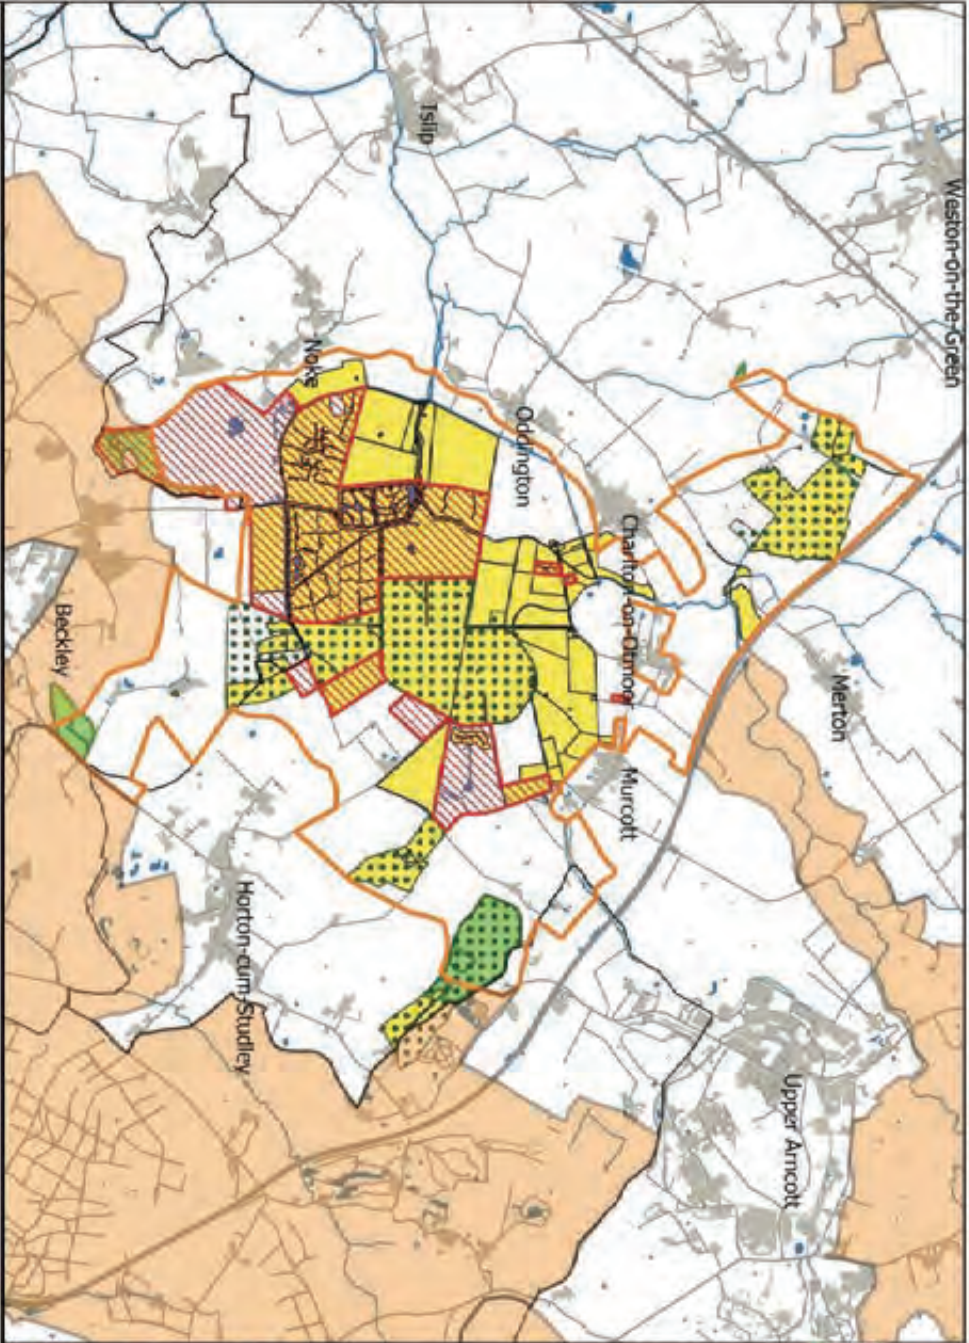 Weston-on-the-Green
Islip
Merton
Oddington
Charlton-on-Otmoor
Noke
Murcott
Upper Arncott
Beckley
Horton-cum-Studley